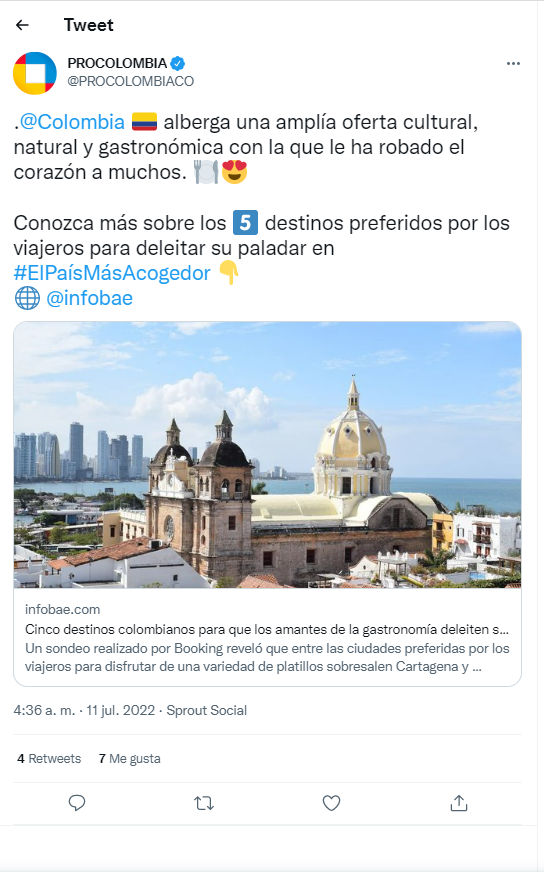 Tweet
PROCOLOMBIA
@PROCOLOMBIACO
.@Colombia 🇨🇴 alberga una amplía oferta cultural,
natural y gastronómica con la que le ha robado el
corazón a muchos. 🍽️😍
Conozca más sobre los 5️⃣ destinos preferidos por los
viajeros para deleitar su paladar en
#ElPaísMásAcogedor 👇
🌐 @infobae
infobae.com
Cinco destinos colombianos para que los amantes de la gastronomía deleiten s...
Un sondeo realizado por Booking reveló que entre las ciudades preferidas por los
viajeros para disfrutar de una variedad de platillos sobresalen Cartagena y ...
4:36 a. m. · 11 jul. 2022 · Sprout Social
4 Retweets 7 Me gusta